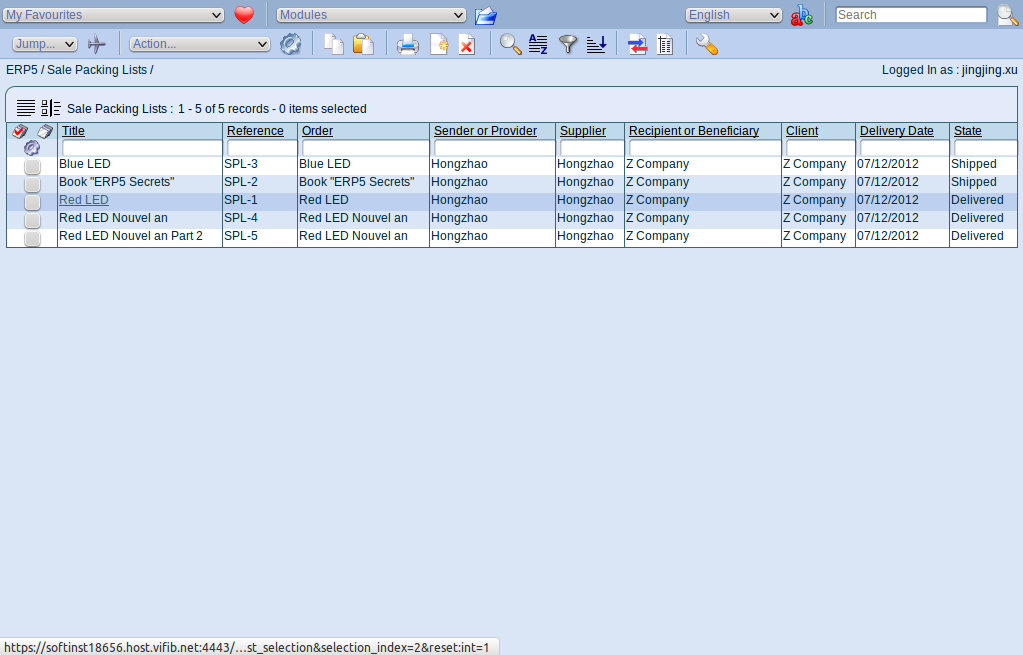 My Favourites Modules English Search
Jump... Action...
ERP5 / Sale Packing Lists / Logged In as : jingjing.xu
Sale Packing Lists : 1 - 5 of 5 records - 0 items selected
Title Reference Order Sender or Provider Supplier Recipient or Beneficiary Client Delivery Date State
Blue LED SPL-3 Blue LED Hongzhao Hongzhao Z Company Z Company 07/12/2012 Shipped
Book "ERP5 Secrets" SPL-2 Book "ERP5 Secrets" Hongzhao Hongzhao Z Company Z Company 07/12/2012 Shipped
Red LED SPL-1 Red LED Hongzhao Hongzhao Z Company Z Company 07/12/2012 Delivered
Red LED Nouvel an SPL-4 Red LED Nouvel an Hongzhao Hongzhao Z Company Z Company 07/12/2012 Delivered
Red LED Nouvel an Part 2 SPL-5 Red LED Nouvel an Hongzhao Hongzhao Z Company Z Company 07/12/2012 Delivered
https://softinst18656.host.vifib.net:4443/...st_selection&selection_index=2&reset:int=1